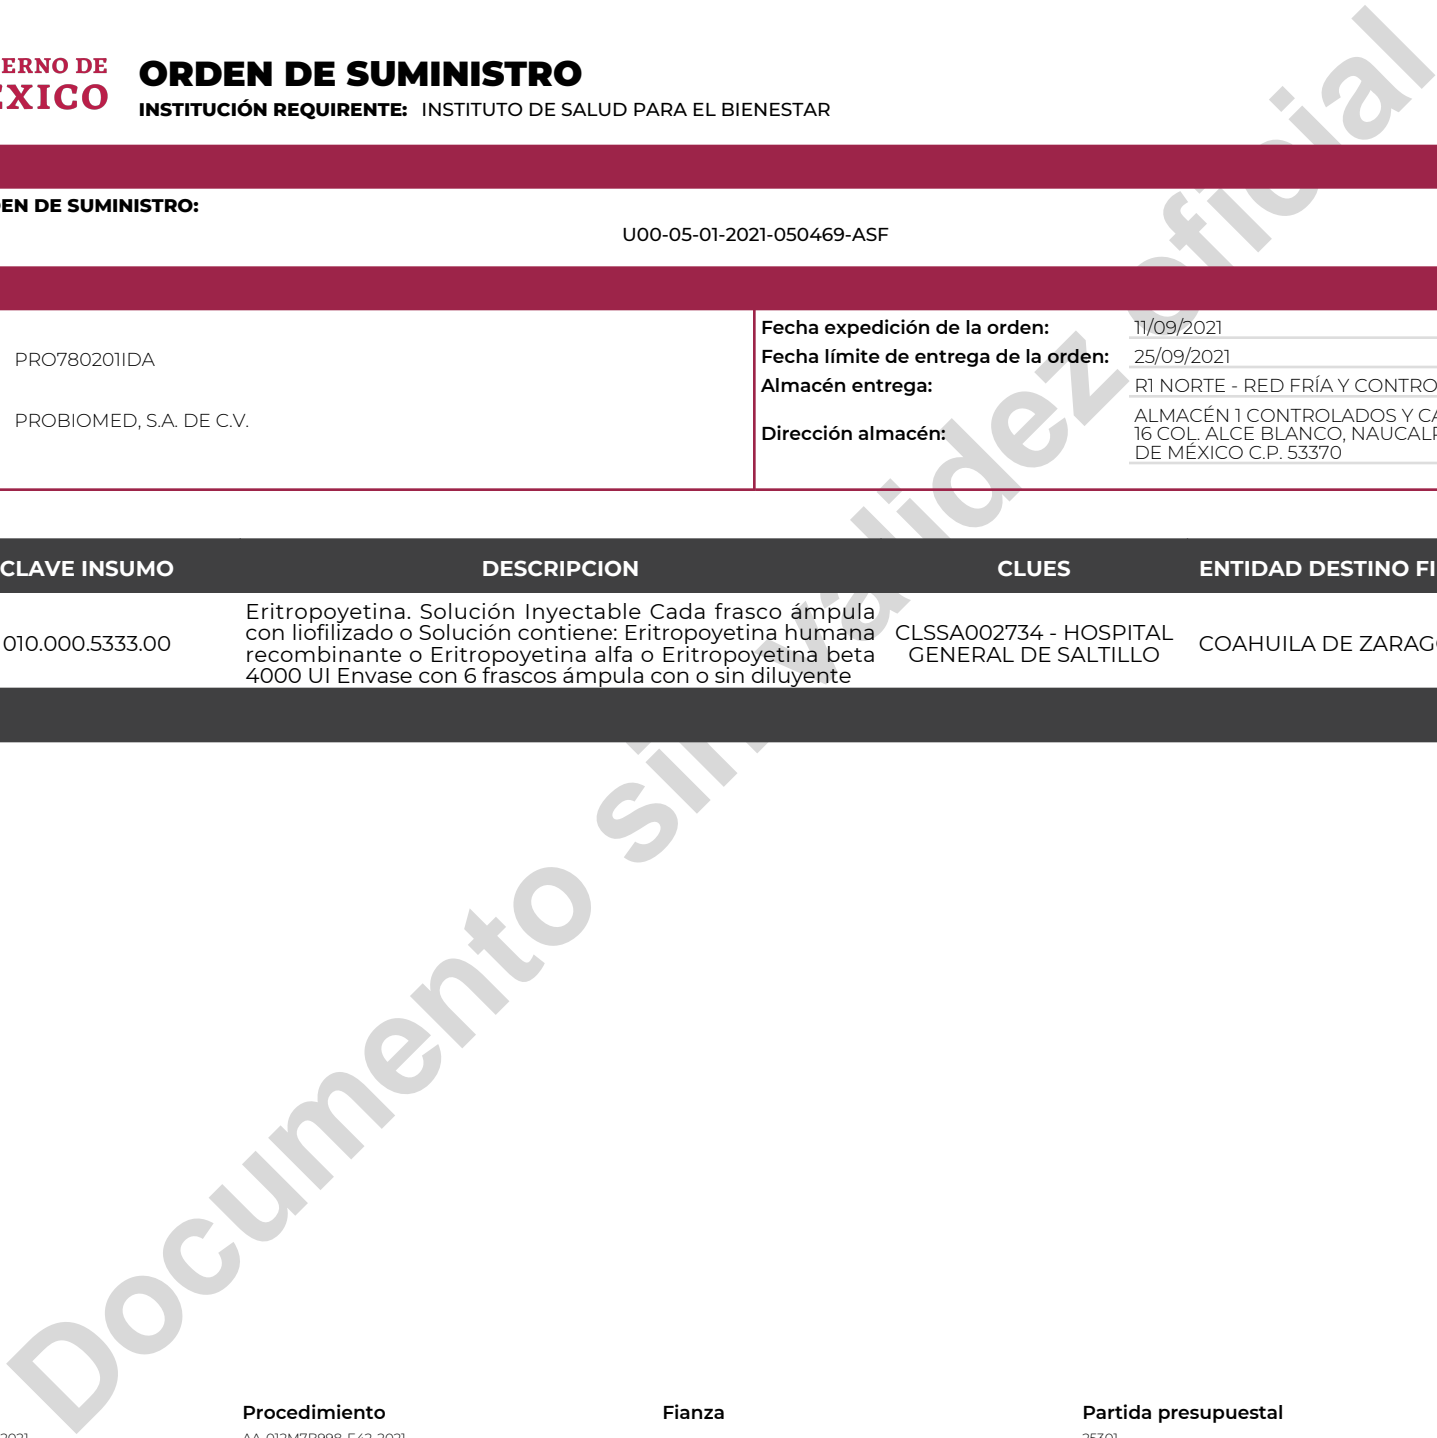 ERNO DE
ÉXICO
ORDEN DE SUMINISTRO
INSTITUCIÓN REQUIRENTE: INSTITUTO DE SALUD PARA EL BIENESTAR
EN DE SUMINISTRO:
U00-05-01-2021-050469-ASF
PRO780201IDA
PROBIOMED, S.A. DE C.V.
Fecha expedición de la orden: 11/09/2021
Fecha límite de entrega de la orden: 25/09/2021
Almacén entrega: R1 NORTE - RED FRÍA Y CONTRO
Dirección almacén:
ALMACÉN 1 CONTROLADOS Y CA
16 COL. ALCE BLANCO, NAUCALP
DE MÉXICO C.P. 53370
CLAVE INSUMO DESCRIPCION CLUES ENTIDAD DESTINO FI
010.000.5333.00
Eritropoyetina. Solución Inyectable Cada frasco ámpula
con liofilizado o Solución contiene: Eritropoyetina humana
recombinante o Eritropoyetina alfa o Eritropoyetina beta
4000 UI Envase con 6 frascos ámpula con o sin diluyente
CLSSA002734 - HOSPITAL
GENERAL DE SALTILLO
COAHUILA DE ZARAG
Documento sin validez oficial
Procedimiento Fianza Partida presupuestal